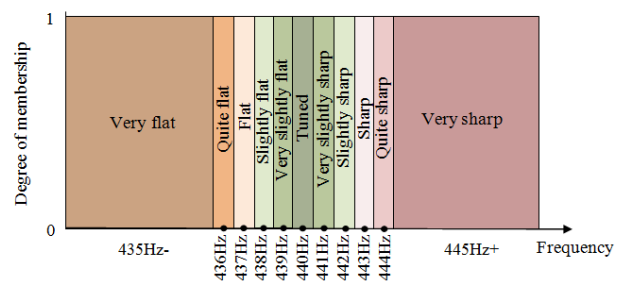 1
Degree of membership
0
Very flat
Quite flat
Flat
Slightly flat
Very slightly flat
Tuned
Very slightly sharp
Slightly sharp
Sharp
Quite sharp
Very sharp
435Hz-
436Hz
437Hz
438Hz
439Hz
440Hz
441Hz
442Hz
443Hz
444Hz
445Hz+
Frequency